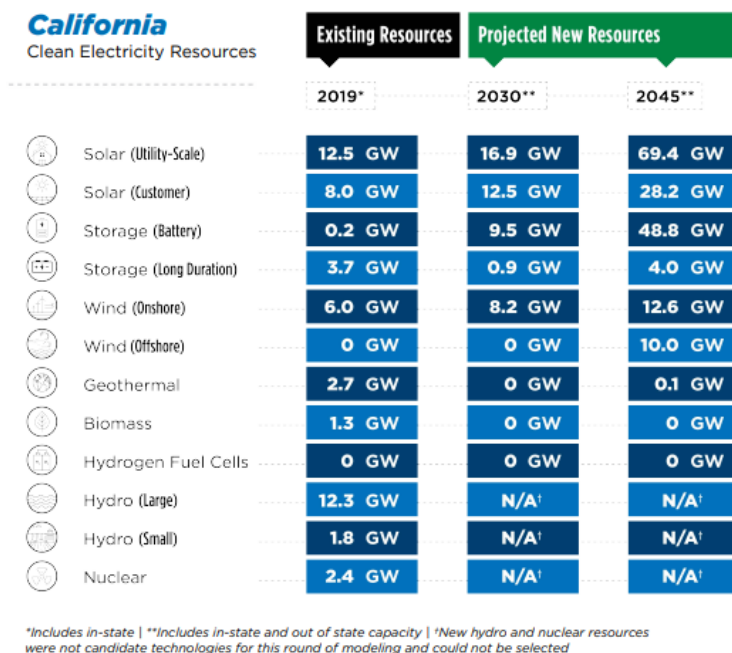 California
Clean Electricity Resources
Existing Resources
Projected New Resources
2019*
2030**
2045**
Solar (Utility-Scale) 12.5 GW 16.9 GW 69.4 GW
Solar (Customer) 8.0 GW 12.5 GW 28.2 GW
Storage (Battery) 0.2 GW 9.5 GW 48.8 GW
Storage (Long Duration) 3.7 GW 0.9 GW 4.0 GW
Wind (Onshore) 6.0 GW 8.2 GW 12.6 GW
Wind (Offshore) 0 GW 0 GW 10.0 GW
Geothermal 2.7 GW 0 GW 0.1 GW
Biomass 1.3 GW 0 GW 0 GW
Hydrogen Fuel Cells 0 GW 0 GW 0 GW
Hydro (Large) 12.3 GW N/A† N/A†
Hydro (Small) 1.8 GW N/A† N/A†
Nuclear 2.4 GW N/A† N/A†
*Includes in-state | **Includes in-state and out of state capacity | †New hydro and nuclear resources
were not candidate technologies for this round of modeling and could not be selected